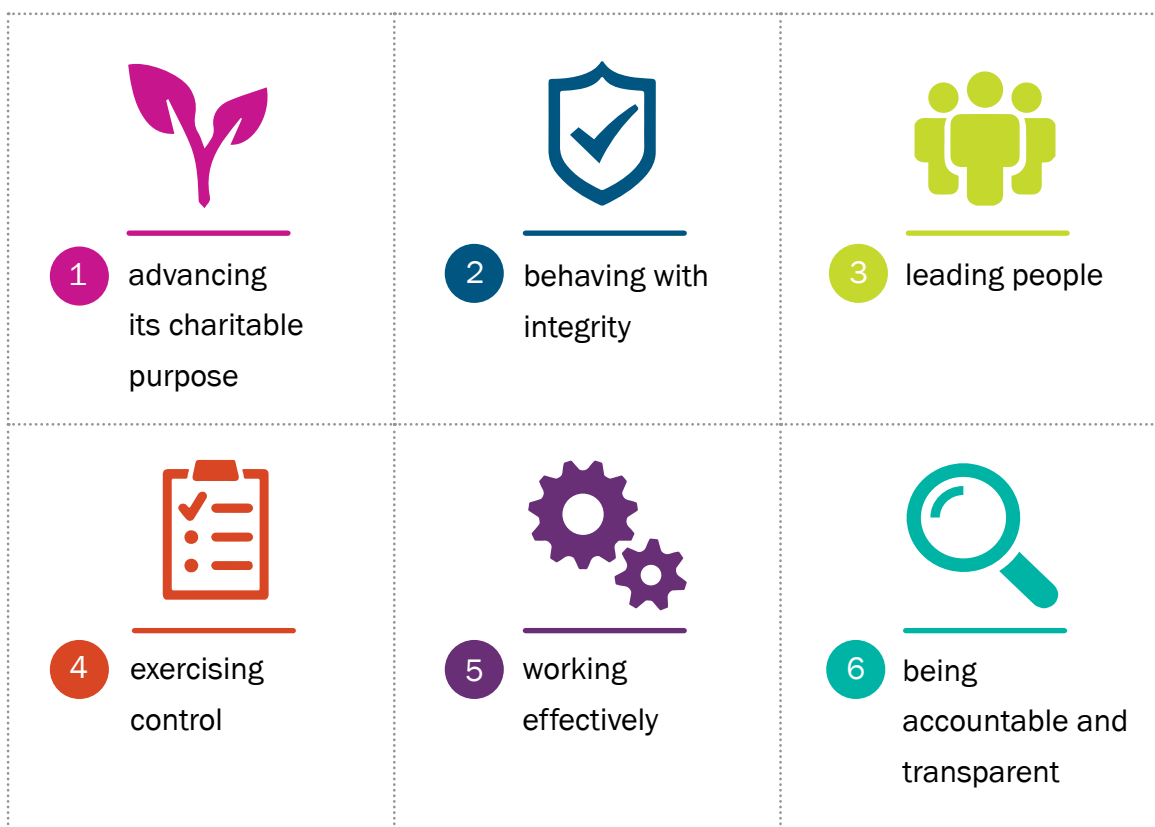 1 advancing
its charitable
purpose
2 behaving with
integrity
3 leading people
4 exercising
control
5 working
effectively
6 being
accountable and
transparent